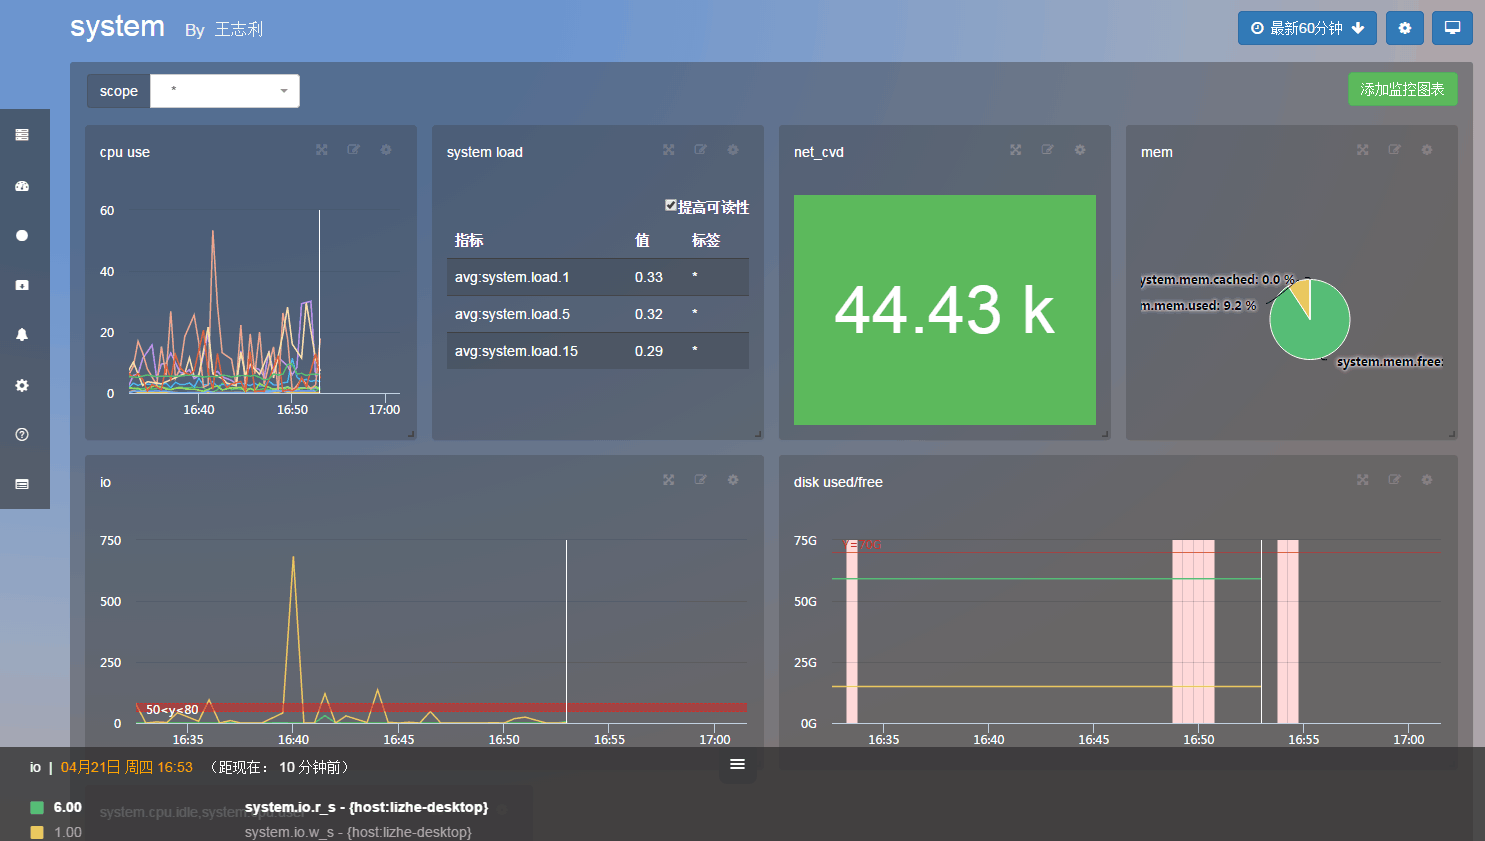 system By 王志利
最新60分钟
scope *
添加监控图表
cpu use
60
40
20
0
16:40 16:50 17:00
system load
提高可读性
指标 值 标签
avg:system.load.1 0.33 *
avg:system.load.5 0.32 *
avg:system.load.15 0.29 *
net_cvd
44.43 k
mem
ystem.mem.cached: 0.0 %
m.mem.used: 9.2 %
system.mem.free:
io
750
500
250
0
50<y<80
16:35 16:40 16:45 16:50 16:55 17:00
disk used/free
75G
50G
25G
0G
Y=70G
16:35 16:40 16:45 16:50 16:55 17:00
io | 04月21日 周四 16:53 （距现在： 10 分钟前）
system.cpu.idle,system.cpu.user
6.00 system.io.r_s - {host:lizhe-desktop}
1.00 system.io.w_s - {host:lizhe-desktop}